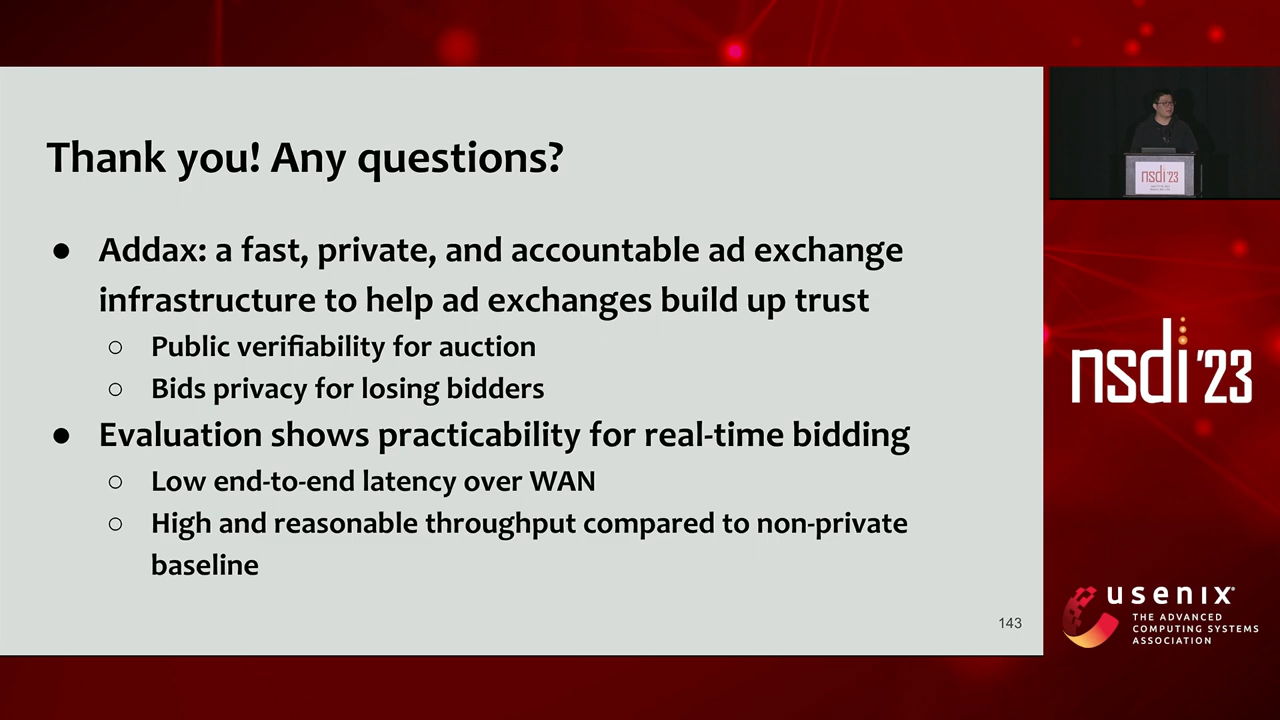 Thank you! Any questions?
● Addax: a fast, private, and accountable ad exchange
infrastructure to help ad exchanges build up trust
○ Public verifiability for auction
○ Bids privacy for losing bidders
● Evaluation shows practicability for real-time bidding
○ Low end-to-end latency over WAN
○ High and reasonable throughput compared to non-private
baseline
143
nsdi'23
nsdi'23
usenix®
THE ADVANCED
COMPUTING SYSTEMS
ASSOCIATION